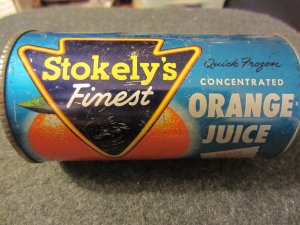 Stokely's
Finest
Quick Frozen
CONCENTRATED
ORANGE
JUICE